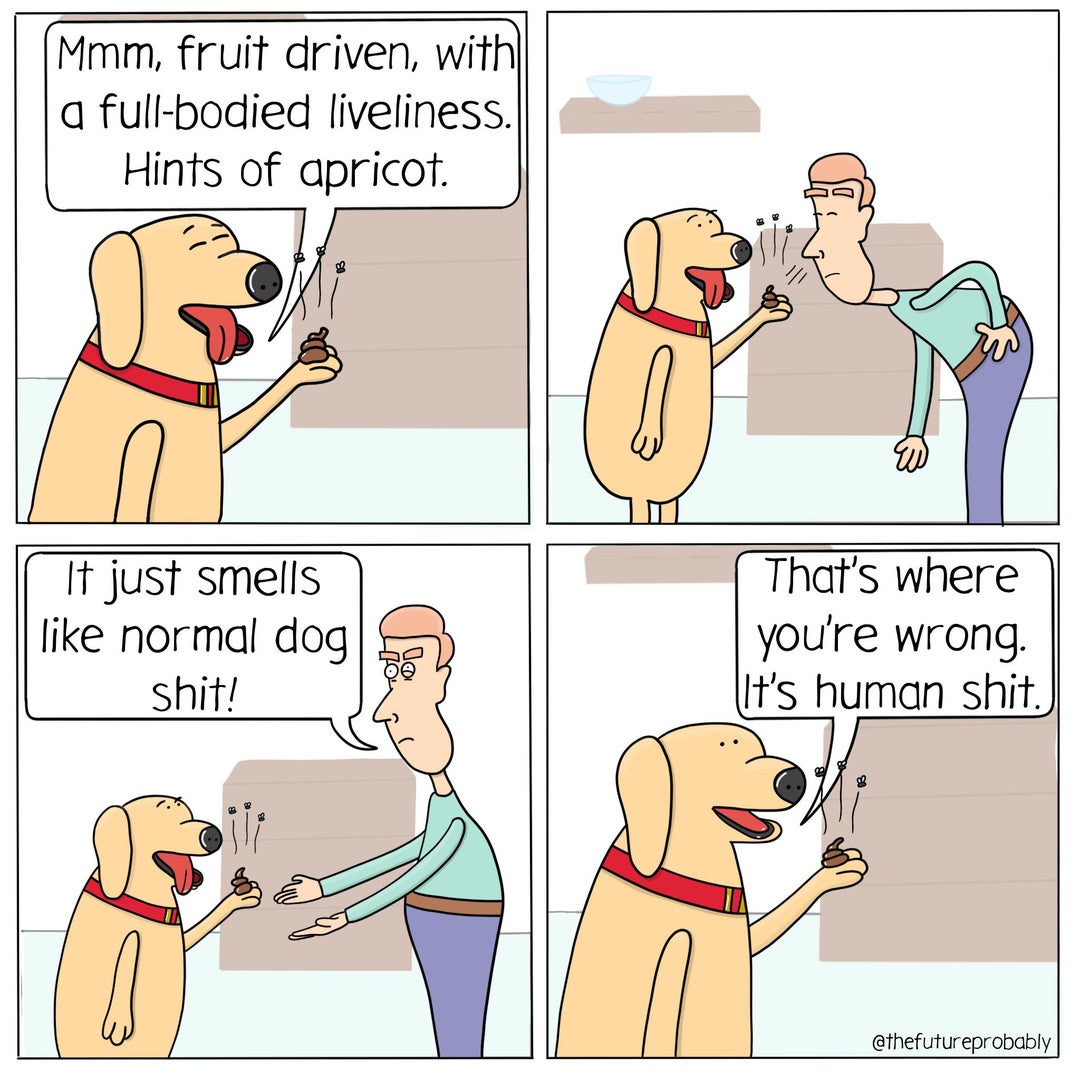 Mmm, fruit driven, with
a full-bodied liveliness.
Hints of apricot.
It just smells
like normal dog
shit!
That's where
you're wrong.
It's human shit.
@thefutureprobably